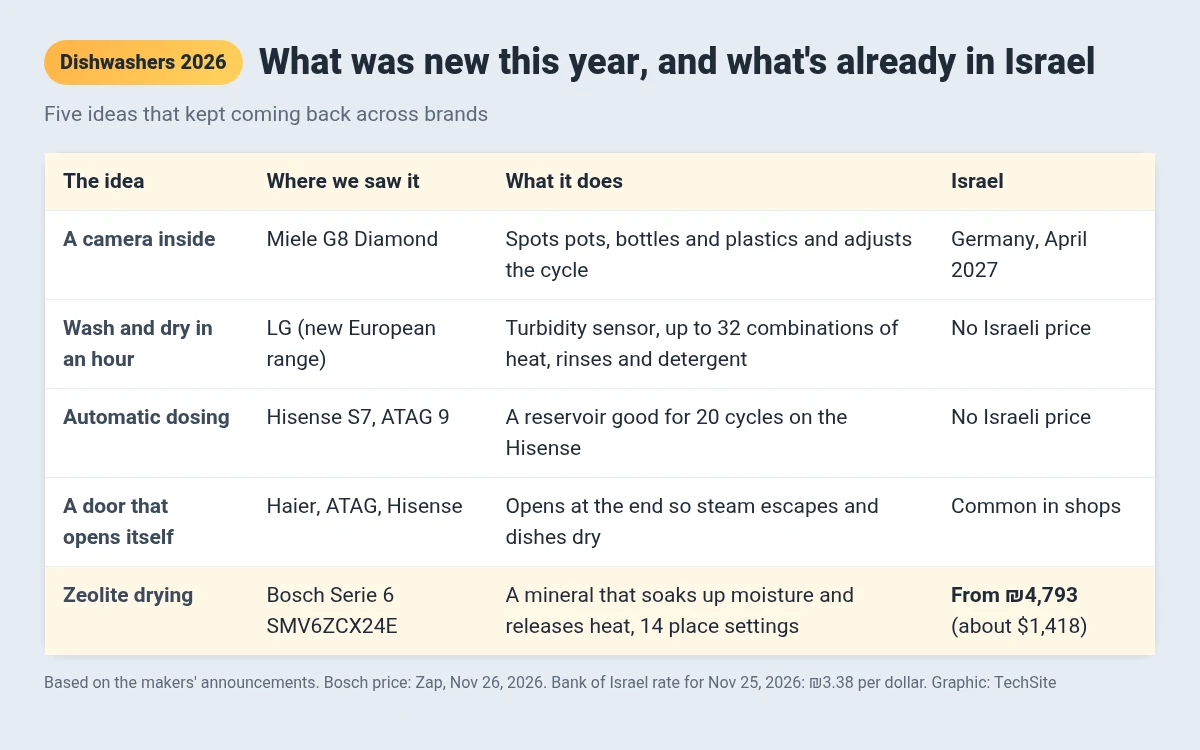 Dishwashers 2026
What was new this year, and what's already in Israel
Five ideas that kept coming back across brands
The idea
Where we saw it
What it does
Israel
A camera inside
Miele G8 Diamond
Spots pots, bottles and plastics and adjusts
the cycle
Germany, April
2027
Wash and dry in
an hour
LG (new European
range)
Turbidity sensor, up to 32 combinations of
heat, rinses and detergent
No Israeli price
Automatic dosing
Hisense S7, ATAG 9
A reservoir good for 20 cycles on the
Hisense
No Israeli price
A door that
opens itself
Haier, ATAG, Hisense
Opens at the end so steam escapes and
dishes dry
Common in shops
Zeolite drying
Bosch Serie 6
SMV6ZCX24E
A mineral that soaks up moisture and
releases heat, 14 place settings
From ₪4,793
(about $1,418)
Based on the makers' announcements. Bosch price: Zap, Nov 26, 2026. Bank of Israel rate for Nov 25, 2026: ₪3.38 per dollar. Graphic: TechSite